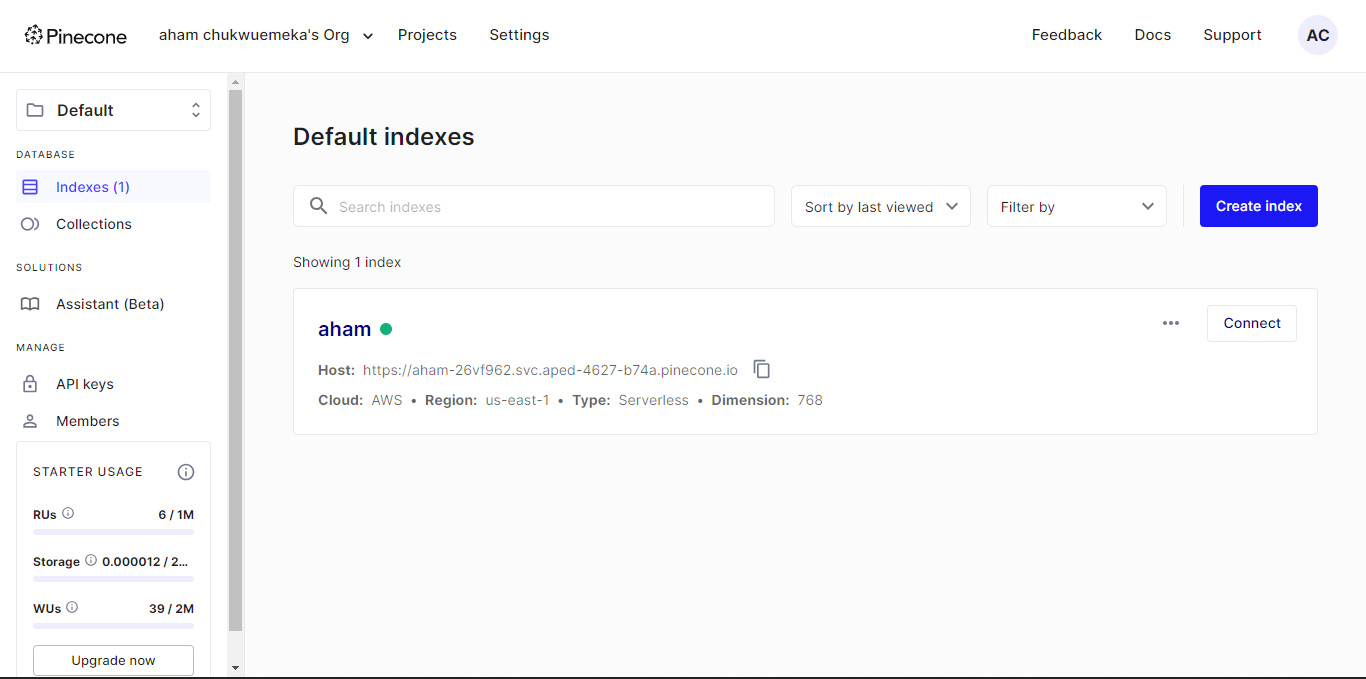 Pinecone aham chukwuemeka's Org Projects Settings Feedback Docs Support AC
Default
DATABASE
Indexes (1)
Collections
SOLUTIONS
Assistant (Beta)
MANAGE
API keys
Members
STARTER USAGE
RUs 6 / 1M
Storage 0.000012 / 2...
WUs 39 / 2M
Upgrade now
Default indexes
Search indexes Sort by last viewed Filter by Create index
Showing 1 index
aham Connect
Host: https://aham-26vf962.svc.aped-4627-b74a.pinecone.io
Cloud: AWS • Region: us-east-1 • Type: Serverless • Dimension: 768